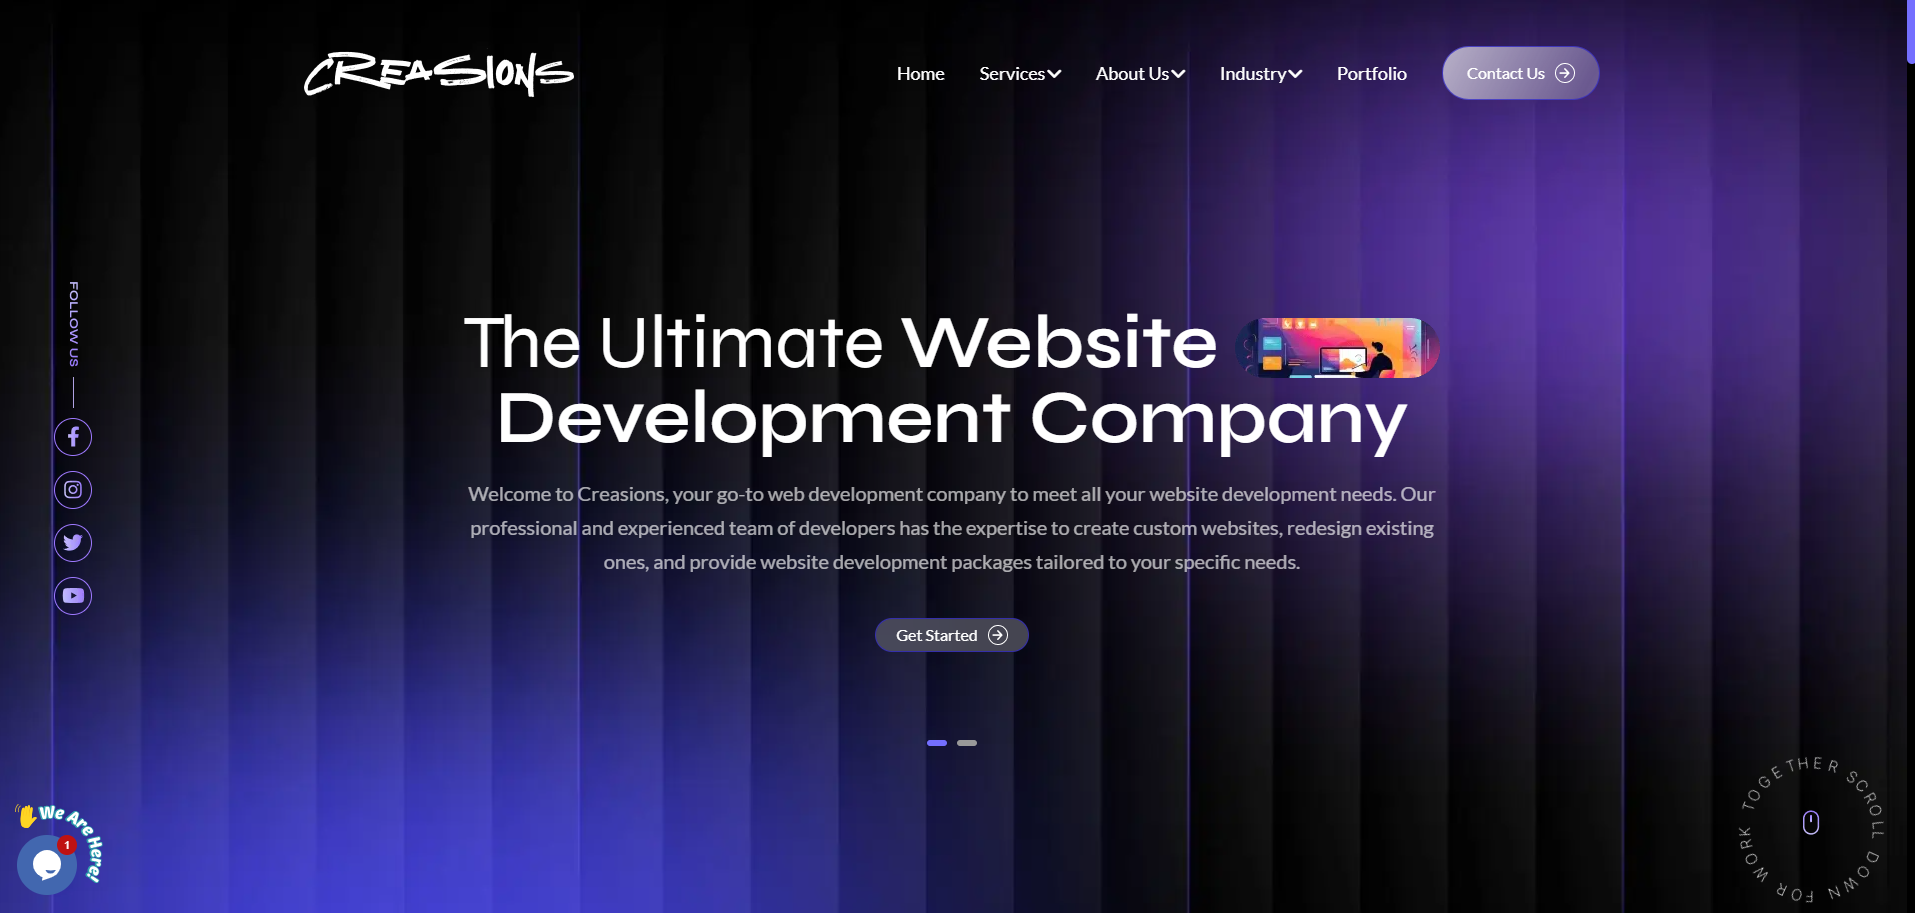 CREASIONS
Home
Services
About Us
Industry
Portfolio
Contact Us
FOLLOW US
The Ultimate Website
Development Company
Welcome to Creasions, your go-to web development company to meet all your website development needs. Our
professional and experienced team of developers has the expertise to create custom websites, redesign existing
ones, and provide website development packages tailored to your specific needs.
Get Started
We Are Here!
1
TOGETHER SCROLL DOWN FOR WORK